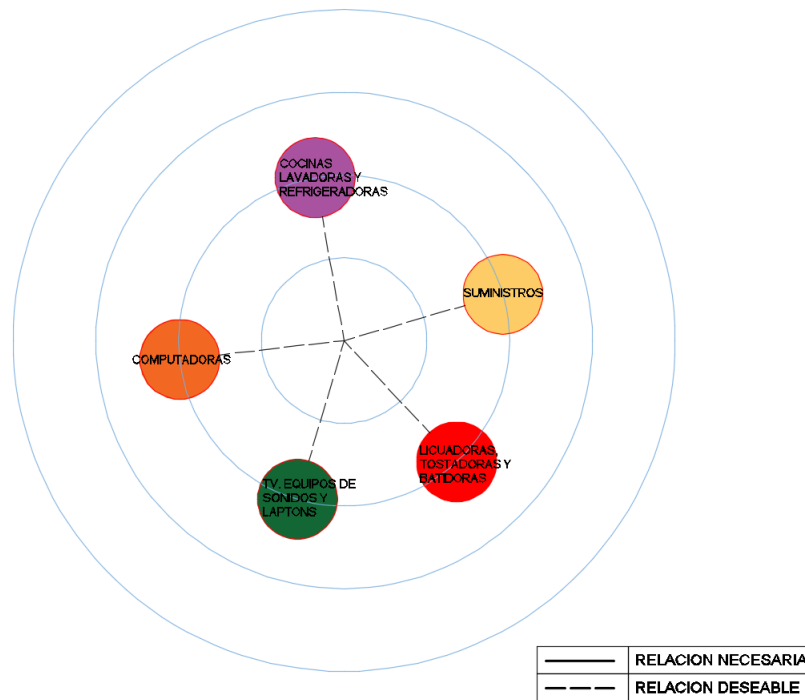 COCINAS
LAVADORAS Y
REFRIGERADORAS
SUMINISTROS
COMPUTADORAS
LICUADORAS,
TOSTADORAS Y
BATIDORAS
TV. EQUIPOS DE
SONIDOS Y
LAPTONS
RELACION NECESARIA
RELACION DESEABLE